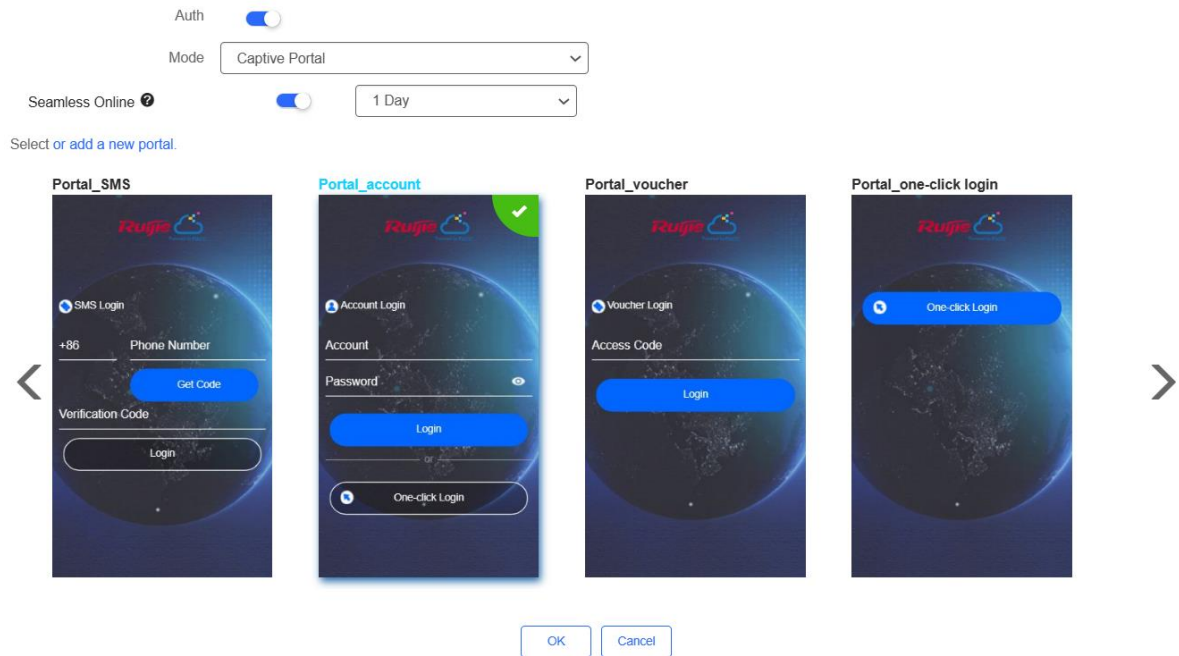 Auth
Mode Captive Portal
Seamless Online ? 1 Day
Select or add a new portal.
Portal_SMS
Ruijie
SMS Login
+86 Phone Number
Get Code
Verification Code
Login
Portal_account
Ruijie
Account Login
Account
Password
Login
or
One-click Login
Portal_voucher
Ruijie
Voucher Login
Access Code
Login
Portal_one-click login
Ruijie
One-click Login
OK Cancel